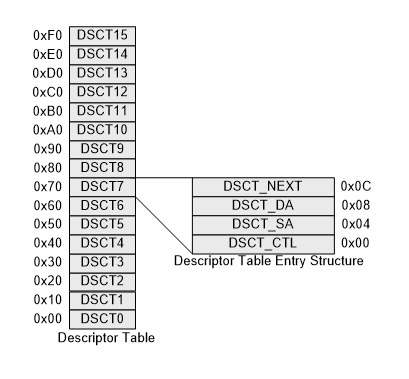 0xF0 DSCT15
0xE0 DSCT14
0xD0 DSCT13
0xC0 DSCT12
0xB0 DSCT11
0xA0 DSCT10
0x90 DSCT9
0x80 DSCT8
0x70 DSCT7
0x60 DSCT6
0x50 DSCT5
0x40 DSCT4
0x30 DSCT3
0x20 DSCT2
0x10 DSCT1
0x00 DSCT0
Descriptor Table
DSCT_NEXT 0x0C
DSCT_DA 0x08
DSCT_SA 0x04
DSCT_CTL 0x00
Descriptor Table Entry Structure